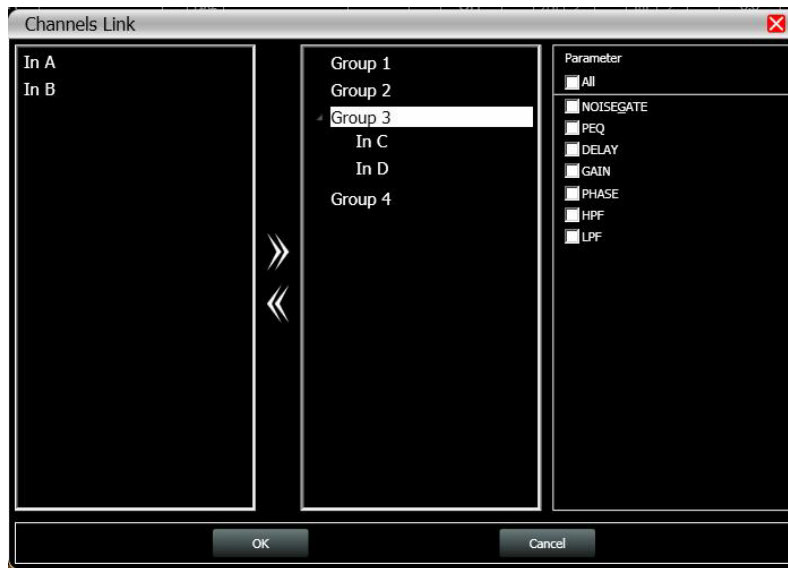 Channels Link
In A
In B
Group 1
Group 2
Group 3
In C
In D
Group 4
Parameter
All
NOISEGATE
PEQ
DELAY
GAIN
PHASE
HPF
LPF
OK
Cancel